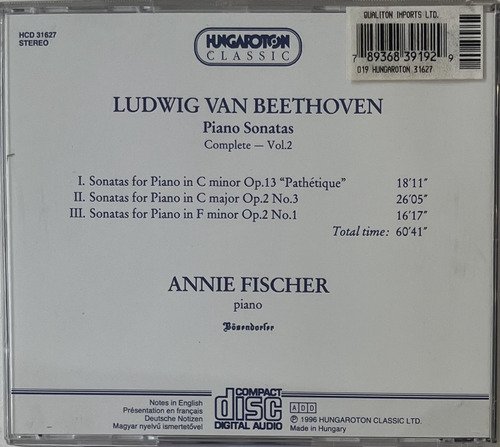 HCD 31627
STEREO
HUNGAROTON
CLASSIC
QUALITON IMPORTS LTD.
7 89368 39192 9
019 HUNGAROTON 31627
LUDWIG VAN BEETHOVEN
Piano Sonatas
Complete — Vol.2
I. Sonatas for Piano in C minor Op.13 “Pathétique” 18'11"
II. Sonatas for Piano in C major Op.2 No.3 26'05"
III. Sonatas for Piano in F minor Op.2 No.1 16'17"
Total time: 60'41"
ANNIE FISCHER
piano
Bösendorfer
Notes in English
Présentation en français
Deutsche Notizen
Magyar nyelvű ismertetővel
COMPACT
disc
DIGITAL AUDIO
ADD
Ⓟ 1996 HUNGAROTON CLASSIC LTD.
Made in Hungary